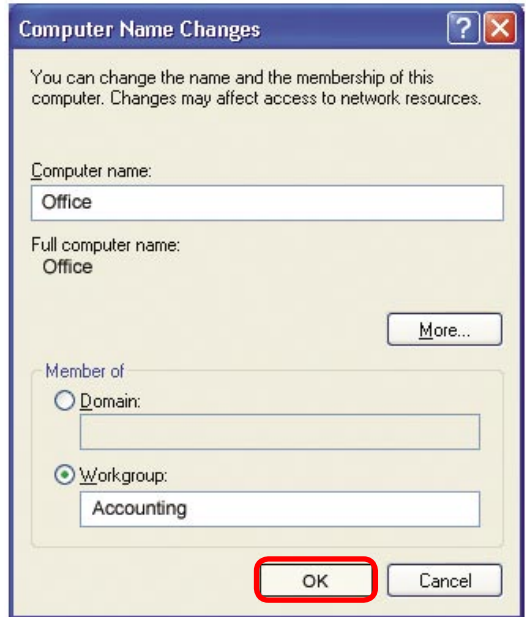 Computer Name Changes
You can change the name and the membership of this
computer. Changes may affect access to network resources.
Computer name:
Office
Full computer name:
Office
More...
Member of
Domain:
Workgroup:
Accounting
OK Cancel